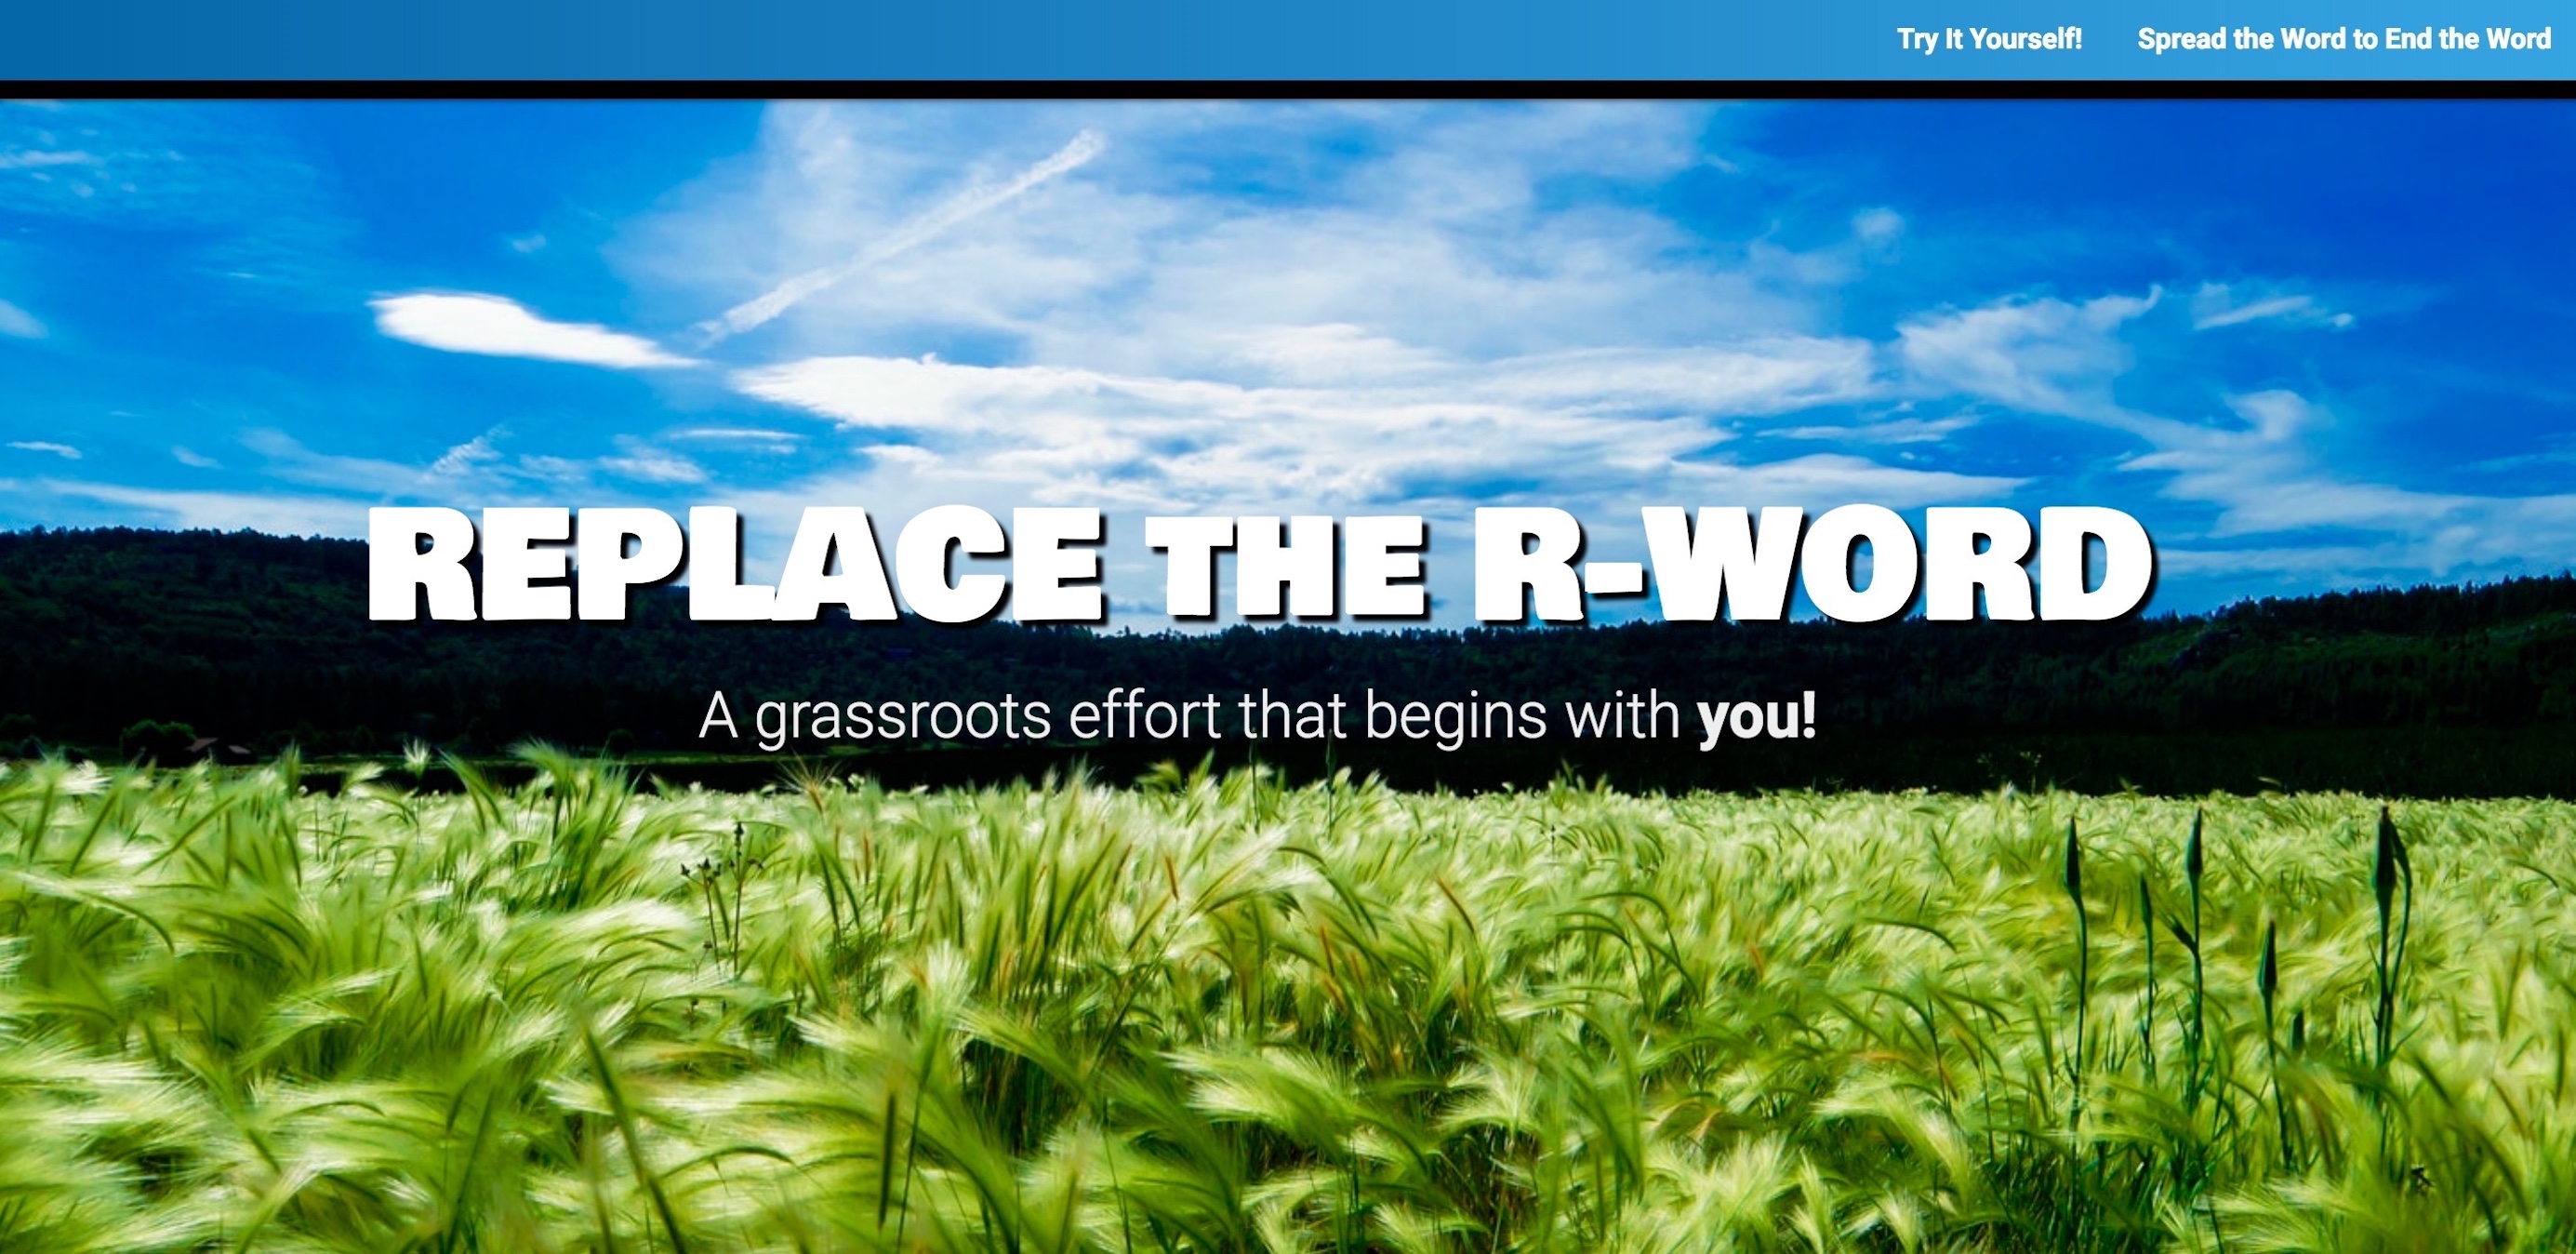 Try It Yourself! Spread the Word to End the Word
REPLACE THE R-WORD
A grassroots effort that begins with you!